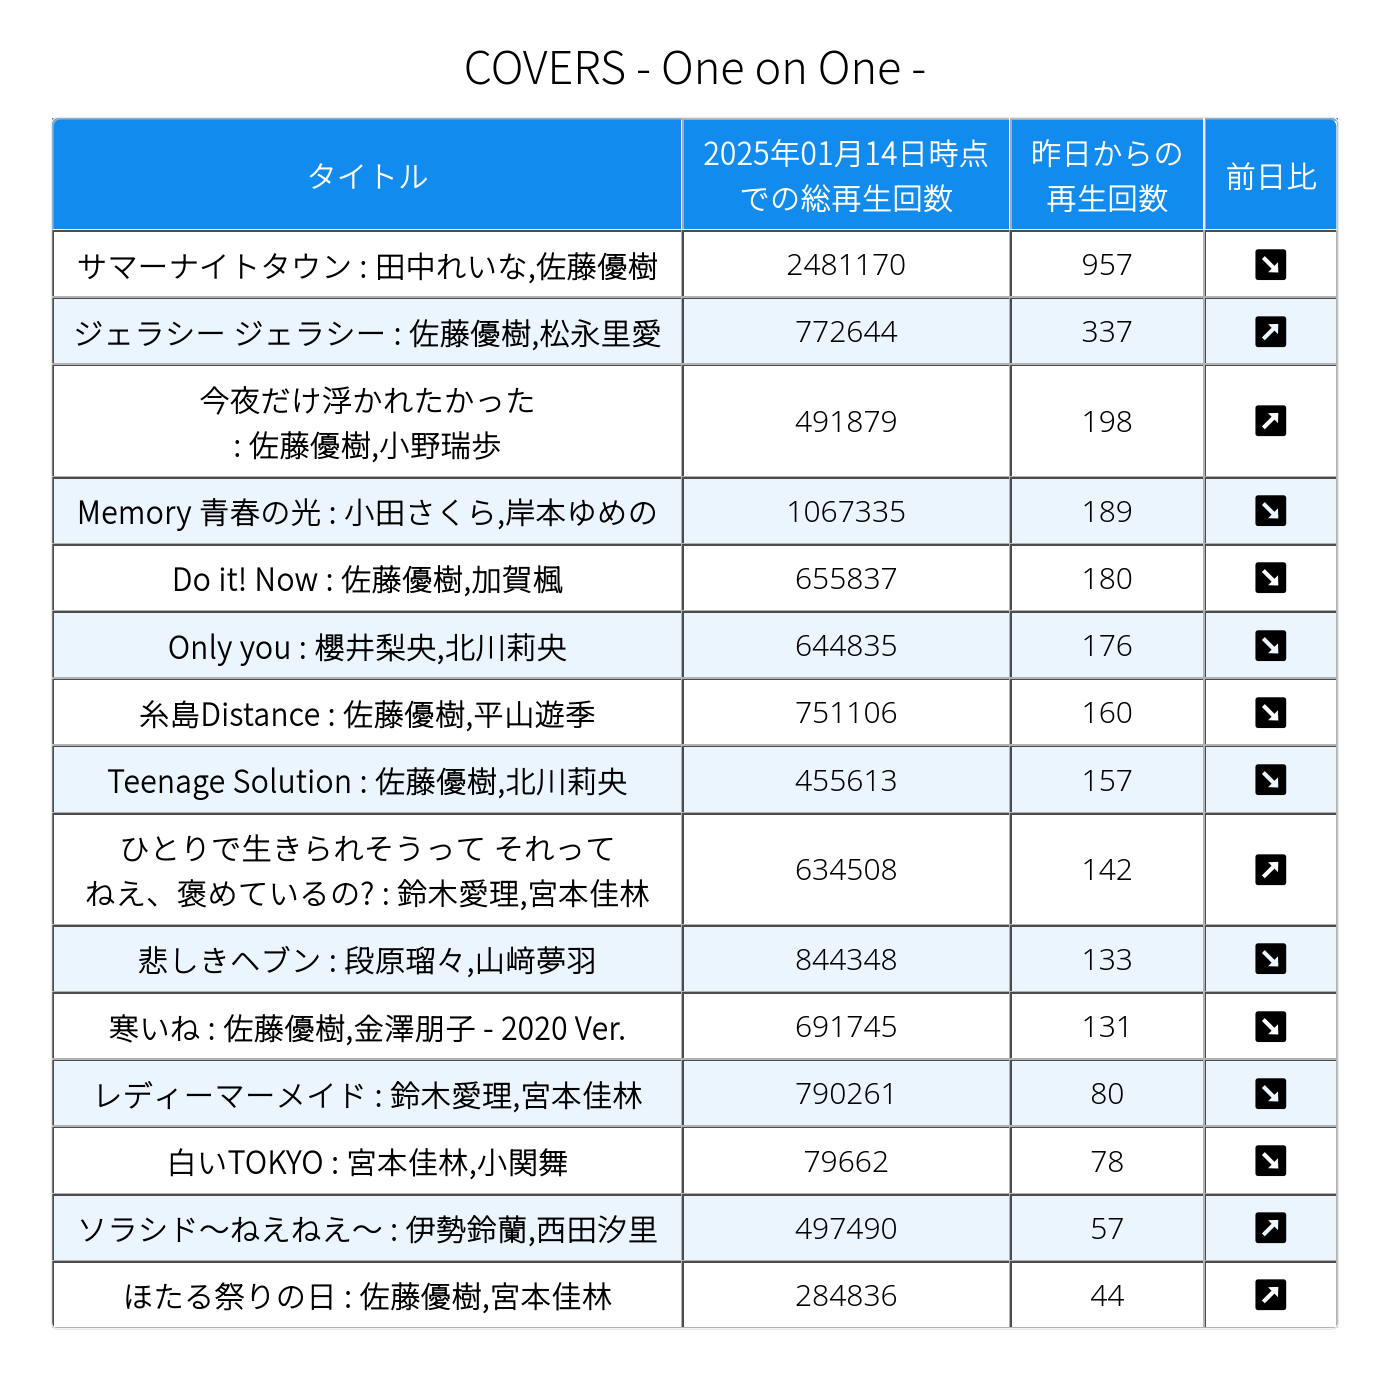 COVERS - One on One -
タイトル
2025年01月14日時点
での総再生回数
昨日からの
再生回数
前日比
サマーナイトタウン : 田中れいな,佐藤優樹
2481170
957
ジェラシー ジェラシー : 佐藤優樹,松永里愛
772644
337
今夜だけ浮かれたかった
: 佐藤優樹,小野瑞歩
491879
198
Memory 青春の光 : 小田さくら,岸本ゆめの
1067335
189
Do it! Now : 佐藤優樹,加賀楓
655837
180
Only you : 櫻井梨央,北川莉央
644835
176
糸島Distance : 佐藤優樹,平山遊季
751106
160
Teenage Solution : 佐藤優樹,北川莉央
455613
157
ひとりで生きられそうって それって
ねえ、褒めているの? : 鈴木愛理,宮本佳林
634508
142
悲しきヘブン : 段原瑠々,山﨑夢羽
844348
133
寒いね : 佐藤優樹,金澤朋子 - 2020 Ver.
691745
131
レディーマーメイド : 鈴木愛理,宮本佳林
790261
80
白いTOKYO : 宮本佳林,小関舞
79662
78
ソラシド〜ねえねえ〜 : 伊勢鈴蘭,西田汐里
497490
57
ほたる祭りの日 : 佐藤優樹,宮本佳林
284836
44